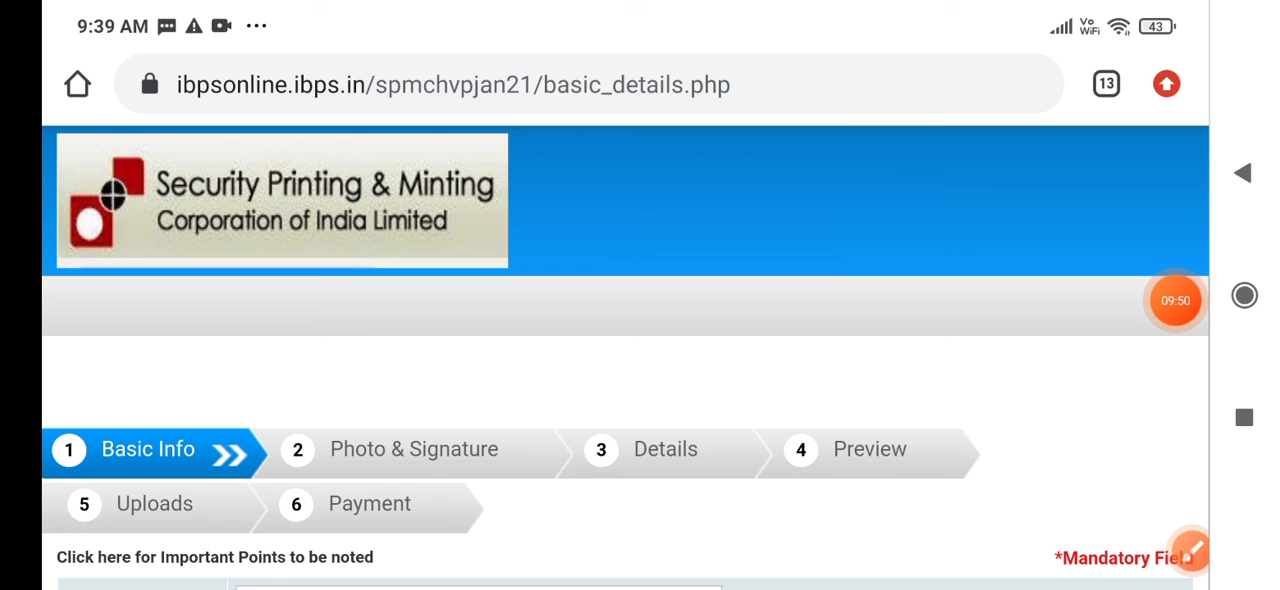 9:39 AM ...
Vo
WiFi
43
ibpsonline.ibps.in/spmchvpjan21/basic_details.php
13
Security Printing & Minting
Corporation of India Limited
09:50
1 Basic Info
2 Photo & Signature
3 Details
4 Preview
5 Uploads
6 Payment
Click here for Important Points to be noted
*Mandatory Field